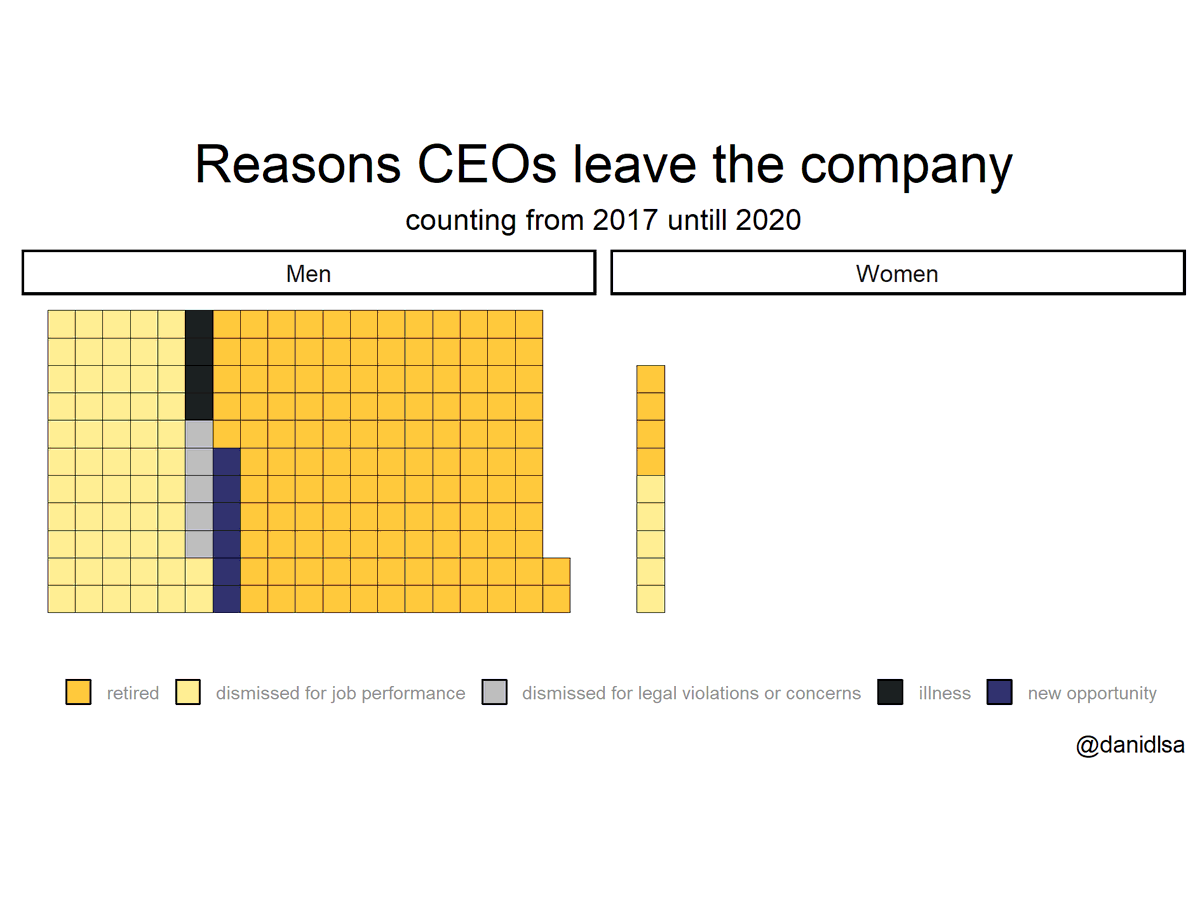 Reasons CEOs leave the company
counting from 2017 untill 2020
Men
Women
retired
dismissed for job performance
dismissed for legal violations or concerns
illness
new opportunity
@danidlsa